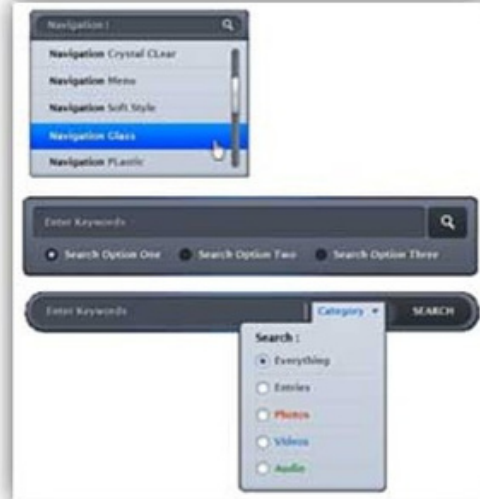 Navigation |
Navigation Crystal CLear
Navigation Menu
Navigation Soft Style
Navigation Glass
Navigation PLastic
Enter Keywords
Search Option One Search Option Two Search Option Three
Enter Keywords Category SEARCH
Search :
Everything
Entries
Photos
Videos
Audio